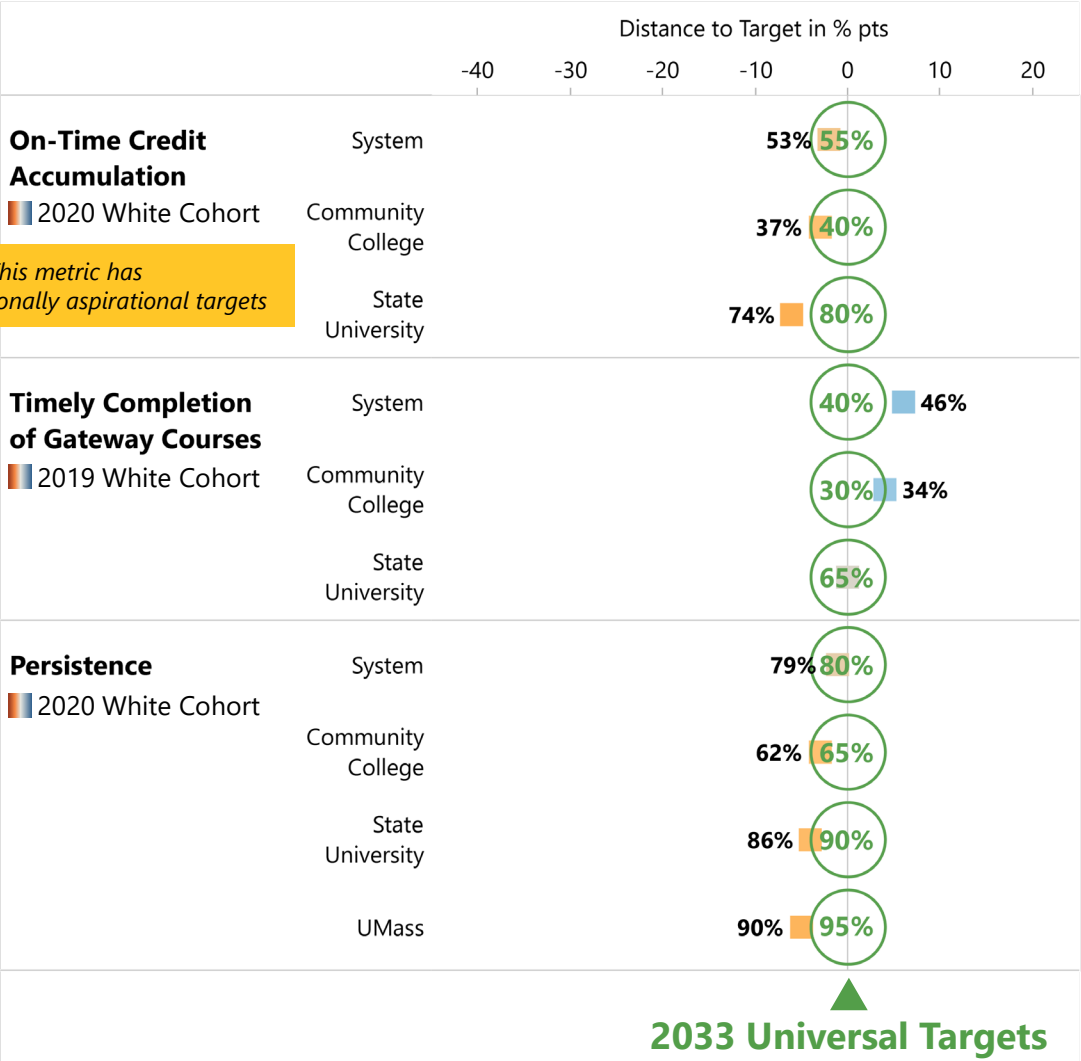 Distance to Target in % pts
-40 -30 -20 -10 0 10 20
On-Time Credit
Accumulation
2020 White Cohort
metric has
aspirational targets
System
53% 55%
Community
College
37% 40%
State
University
74% 80%
Timely Completion
of Gateway Courses
2019 White Cohort
System
40% 46%
Community
College
30% 34%
State
University
65%
Persistence
2020 White Cohort
System
79% 80%
Community
College
62% 65%
State
University
86% 90%
UMass
90% 95%
2033 Universal Targets